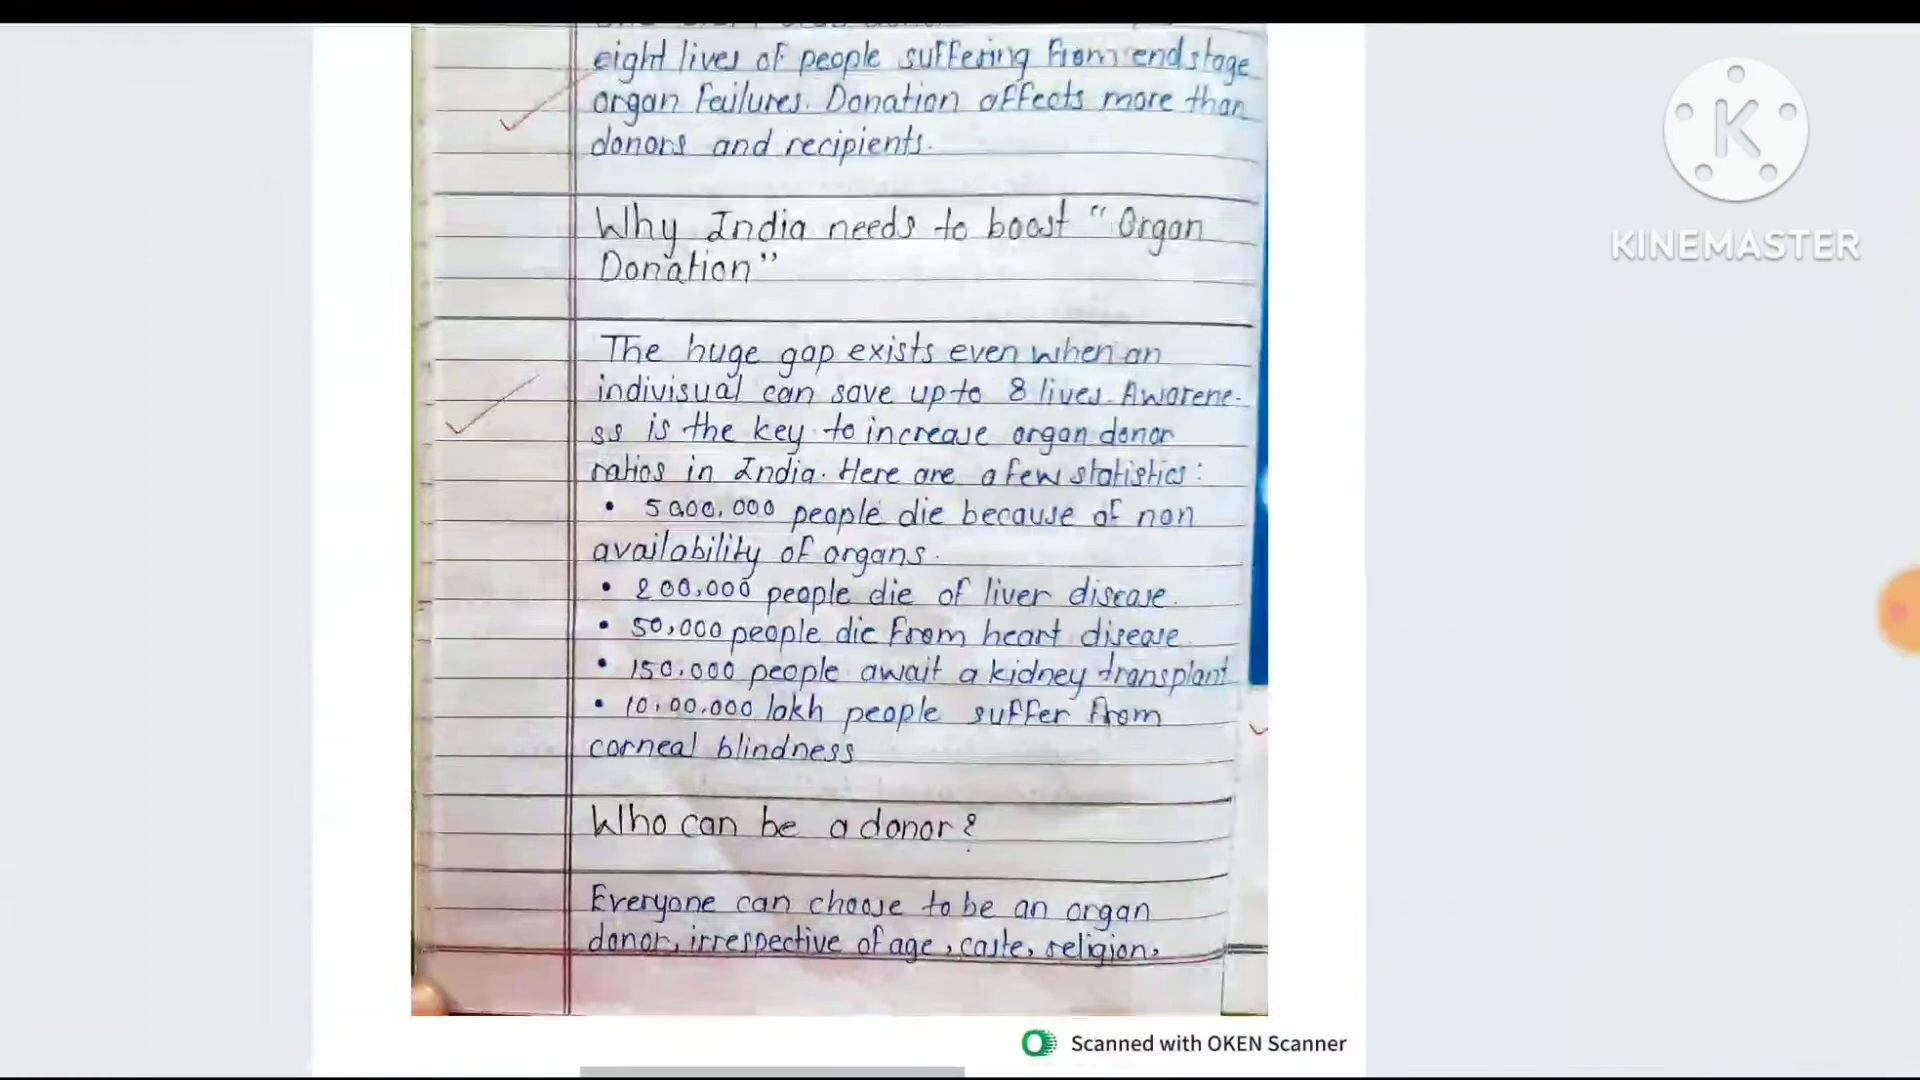 eight lives of people suffering from end stage
organ failures. Donation affects more than
donors and recipients.
Why India needs to boost "Organ
Donation"
The huge gap exists even when an
indivisual can save upto 8 lives. Awarene-
ss is the key to increase organ donor
ratios in India. Here are a few statistics:
• 500,000 people die because of non
availability of organs.
• 200,000 people die of liver disease.
• 50,000 people die from heart disease
• 150,000 people await a kidney transplant
• 10,00,000 lakh people suffer from
corneal blindness
Who can be a donor?
Everyone can choose to be an organ
donor, irrespective of age, caste, religion,
K
KINEMASTER
Scanned with OKEN Scanner